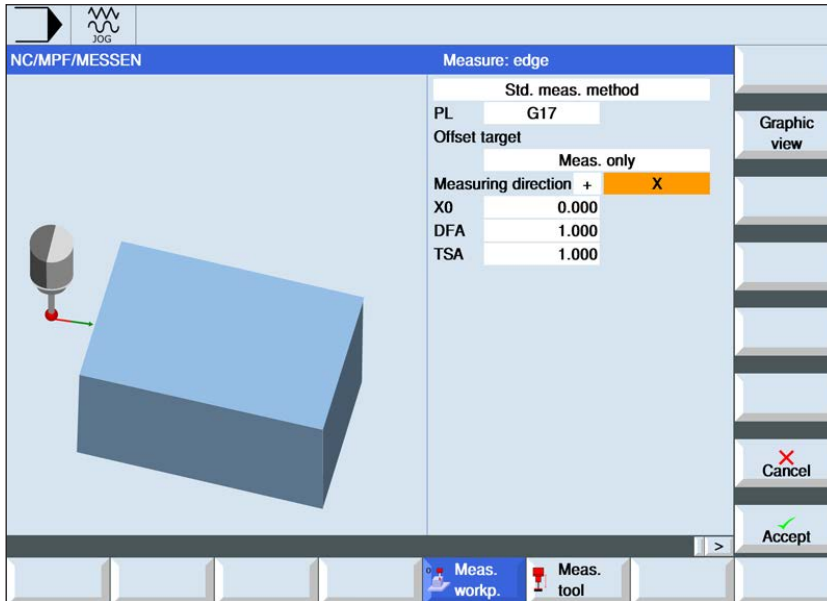 JOG
NC/MPF/MESSEN
Measure: edge
Std. meas. method
PL G17
Offset target
Meas. only
Measuring direction + X
X0 0.000
DFA 1.000
TSA 1.000
Graphic
view
Cancel
Accept
>
Meas.
workp.
Meas.
tool